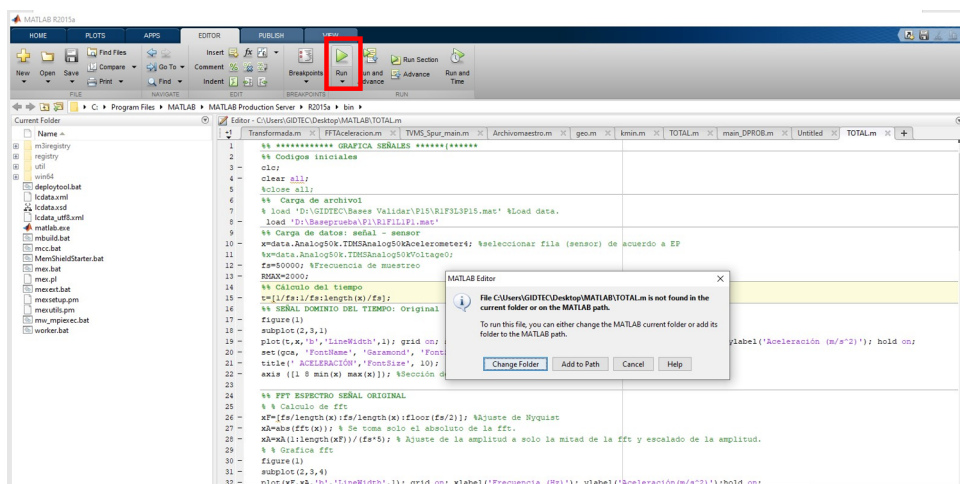 MATLAB R2015a
HOME PLOTS APPS EDITOR PUBLISH VIEW
New Open Save Find Files Compare Print Go To Find Insert Comment Indent fx Breakpoints Run Run and Advance Run Section Advance Run and Time
FILE NAVIGATE EDIT BREAKPOINTS RUN
C: ▸ Program Files ▸ MATLAB ▸ MATLAB Production Server ▸ R2015a ▸ bin ▸
Current Folder
Name
m3iregistry
registry
util
win64
deploytool.bat
lcdata.xml
lcdata.xsd
lcdata_utf8.xml
matlab.exe
mbuild.bat
mcc.bat
MemShieldStarter.bat
mex.bat
mex.pl
mexext.bat
mexsetup.pm
mexutils.pm
mw_mpiexec.bat
worker.bat
Editor - C:\Users\GIDTEC\Desktop\MATLAB\TOTAL.m
Transformada.m FFTAceleracion.m TVMS_Spur_main.m Archivomaestro.m geo.m kmin.m TOTAL.m main_DPROB.m Untitled TOTAL.m +
1 %% ************ GRAFICA SEÑALES ******(******
2 %% Codigos iniciales
3 – clc;
4 – clear all;
5 %close all;
6 %% Carga de archivo1
7 % load 'D:\GIDTEC\Bases Validar\P15\R1F3L3P15.mat' %Load data.
8 – load 'D:\Baseprueba\P1\R1F1L1P1.mat'
9 %% Carga de datos: señal - sensor
10 – x=data.Analog50k.TDMSAnalog50kAcelerometer4; %seleccionar fila (sensor) de acuerdo a EP
11 %x=data.Analog50k.TDMSAnalog50kVoltage0;
12 – fs=50000; %Frecuencia de muestreo
13 – RMAX=2000;
14 %% Cálculo del tiempo
15 – t=[1/fs:1/fs:length(x)/fs];
16 %% SEÑAL DOMINIO DEL TIEMPO: Original
17 – figure(1)
18 – subplot(2,3,1)
19 – plot(t,x,'b','LineWidth',1); grid on; ylabel('Aceleración (m/s^2)'); hold on;
20 – set(gca, 'FontName', 'Garamond', 'Font
21 – title(' ACELERACIÓN','FontSize', 10);
22 – axis ([1 8 min(x) max(x)]); %Sección d
23
24 %% FFT ESPECTRO SEÑAL ORIGINAL
25 % % Calculo de fft
26 – xF=[fs/length(x):fs/length(x):floor(fs/2)]; %Ajuste de Nyquist
27 – xA=abs(fft(x)); % Se toma solo el absoluto de la fft.
28 – xA=xA(1:length(xF))/(fs*5); % Ajuste de la amplitud a solo la mitad de la fft y escalado de la amplitud.
29 % % Grafica fft
30 – figure(1)
31 – subplot(2,3,4)
32 – plot(xF,xA,'b','LineWidth',1); grid on; xlabel('Frecuencia (Hz)'); ylabel('Aceleración(m/s^2)');hold on;
MATLAB Editor
File C:\Users\GIDTEC\Desktop\MATLAB\TOTAL.m is not found in the
current folder or on the MATLAB path.
To run this file, you can either change the MATLAB current folder or add its
folder to the MATLAB path.
Change Folder Add to Path Cancel Help